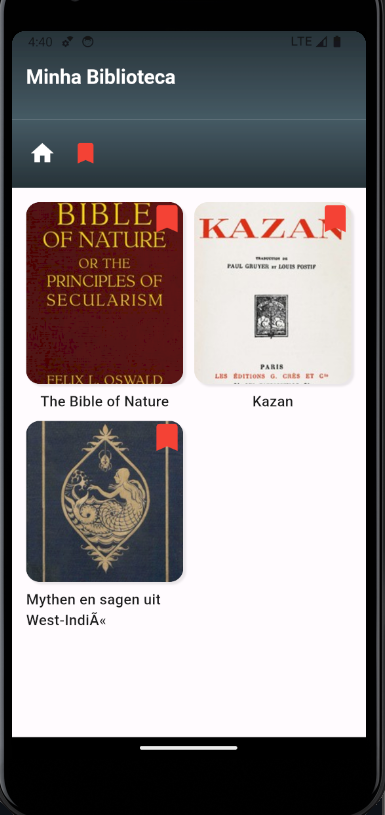 4:40
LTE
Minha Biblioteca
BIBLE
OF NATURE
OR THE
PRINCIPLES OF
SECULARISM
FELIX L. OSWALD
KAZAN
TRADUCTION DE
PAUL GRUYER et LOUIS POSTIF
PARIS
LES ÉDITIONS G. CRÈS ET Cie
The Bible of Nature
Kazan
Mythen en sagen uit
West-IndiÃ«